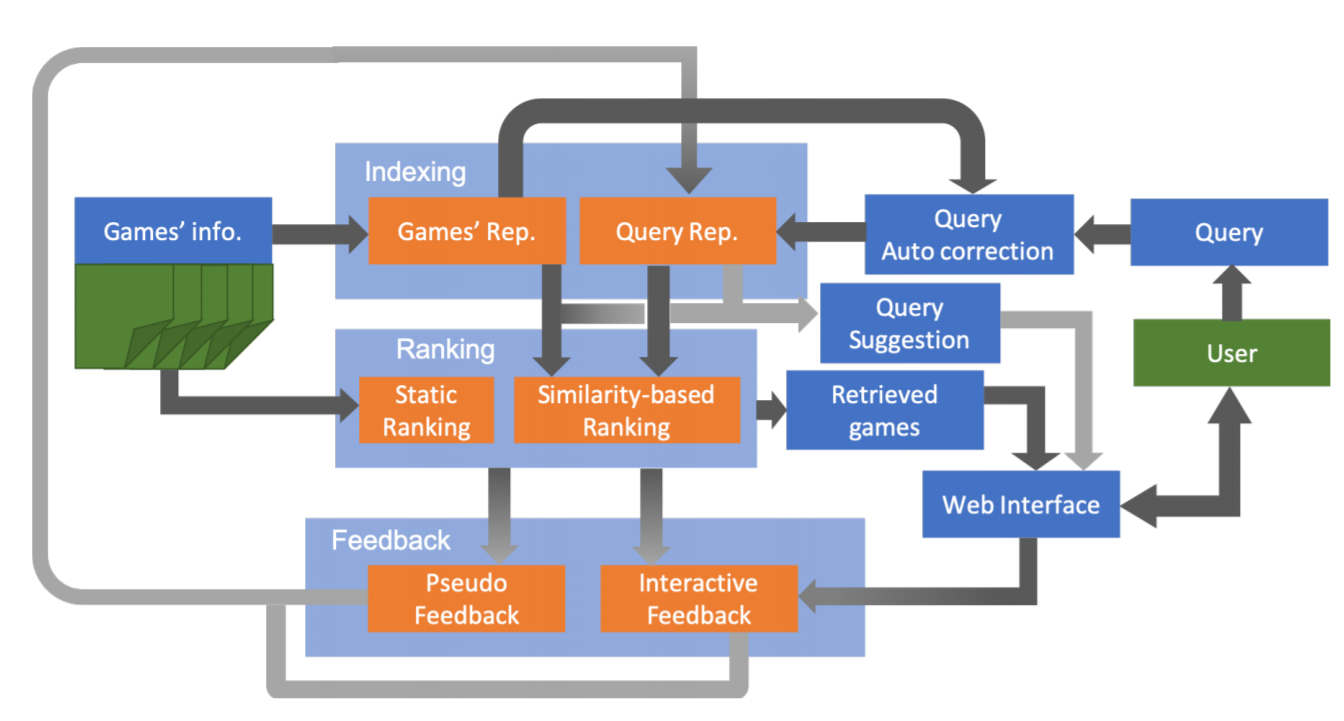 Indexing
Games' info.
Games' Rep.
Query Rep.
Query
Auto correction
Query
Query
Suggestion
User
Ranking
Static
Ranking
Similarity-based
Ranking
Retrieved
games
Web Interface
Feedback
Pseudo
Feedback
Interactive
Feedback